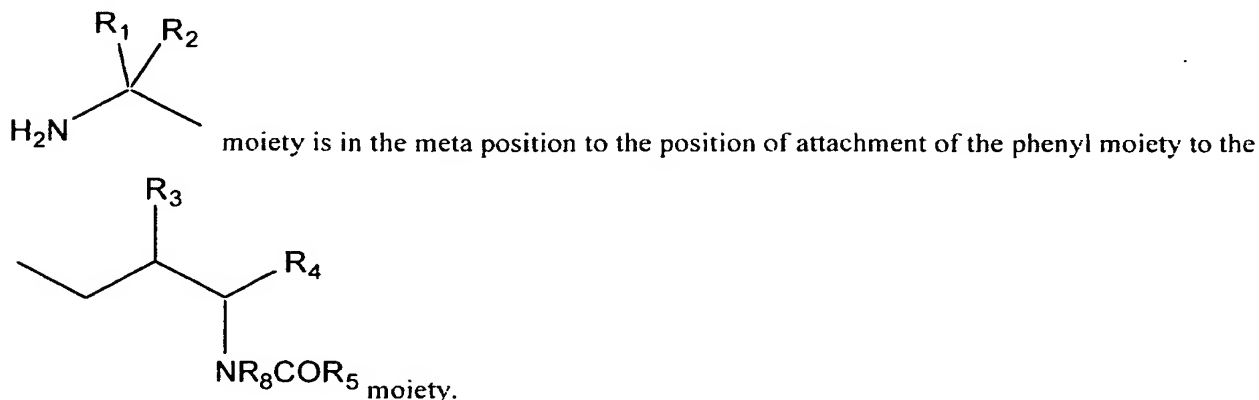 R₁ R₂
H₂N
moiety is in the meta position to the position of attachment of the phenyl moiety to the
R₃
R₄
NR₈COR₅ moiety.